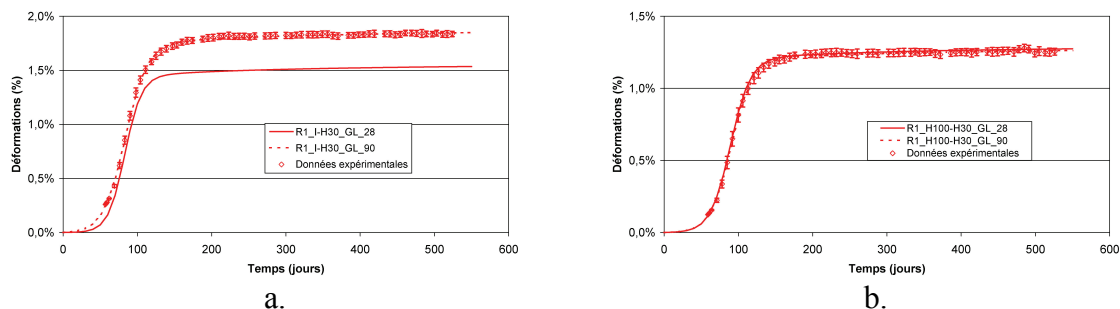 2,0%
1,5%
1,0%
0,5%
0,0%
Déformations (%)
0 100 200 300 400 500 600
Temps (jours)
R1_I-H30_GL_28
R1_I-H30_GL_90
Données expérimentales
a.
1,5%
1,0%
0,5%
0,0%
Déformations (%)
0 100 200 300 400 500 600
Temps (jours)
R1_H100-H30_GL_28
R1_H100-H30_GL_90
Données expérimentales
b.